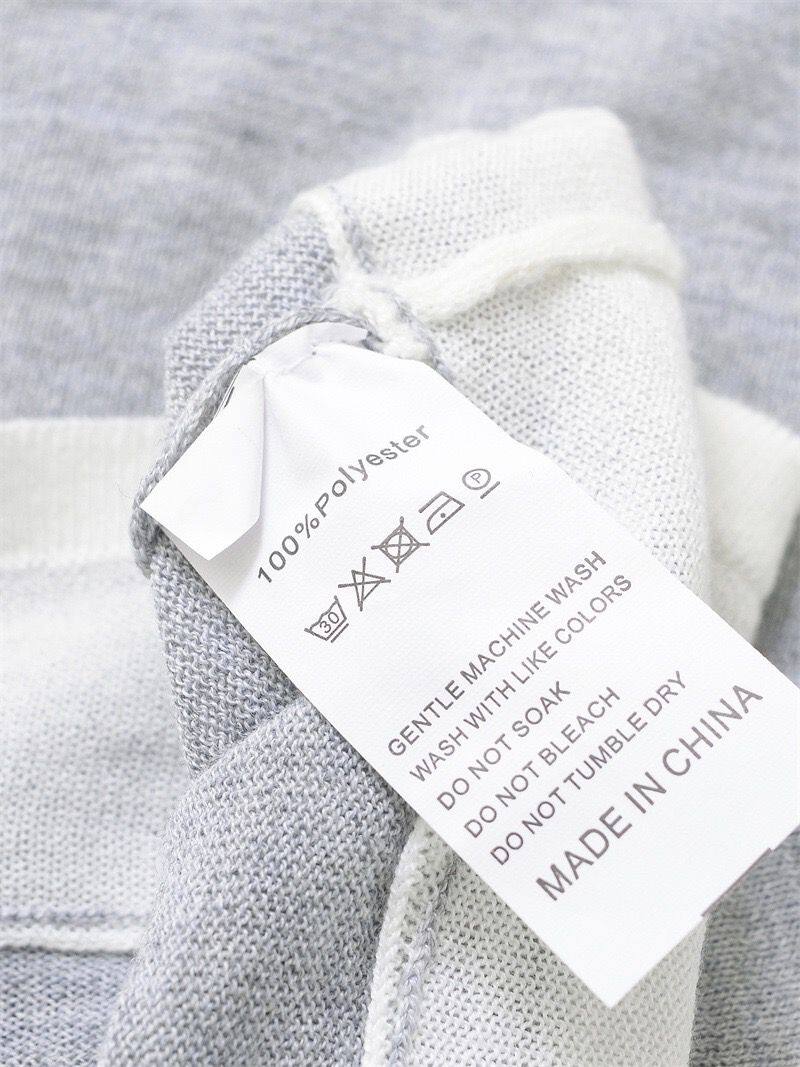 100%Polyester
30 P
GENTLE MACHINE WASH
WASH WITH LIKE COLORS
DO NOT SOAK
DO NOT BLEACH
DO NOT TUMBLE DRY
MADE IN CHINA